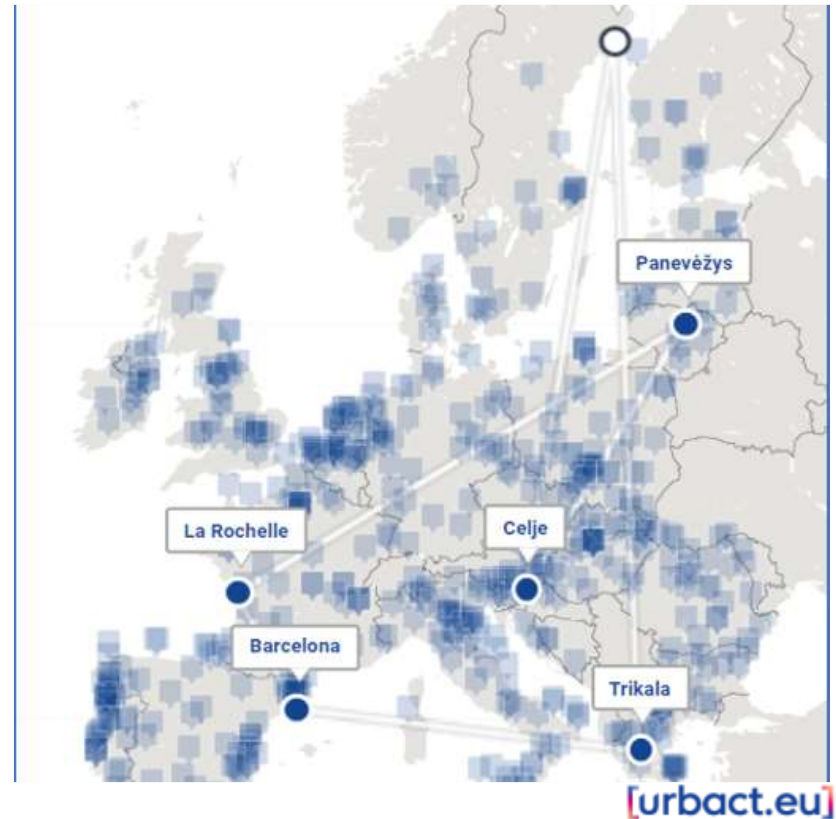 Panevėžys
La Rochelle
Celje
Barcelona
Trikala
[urbact.eu]